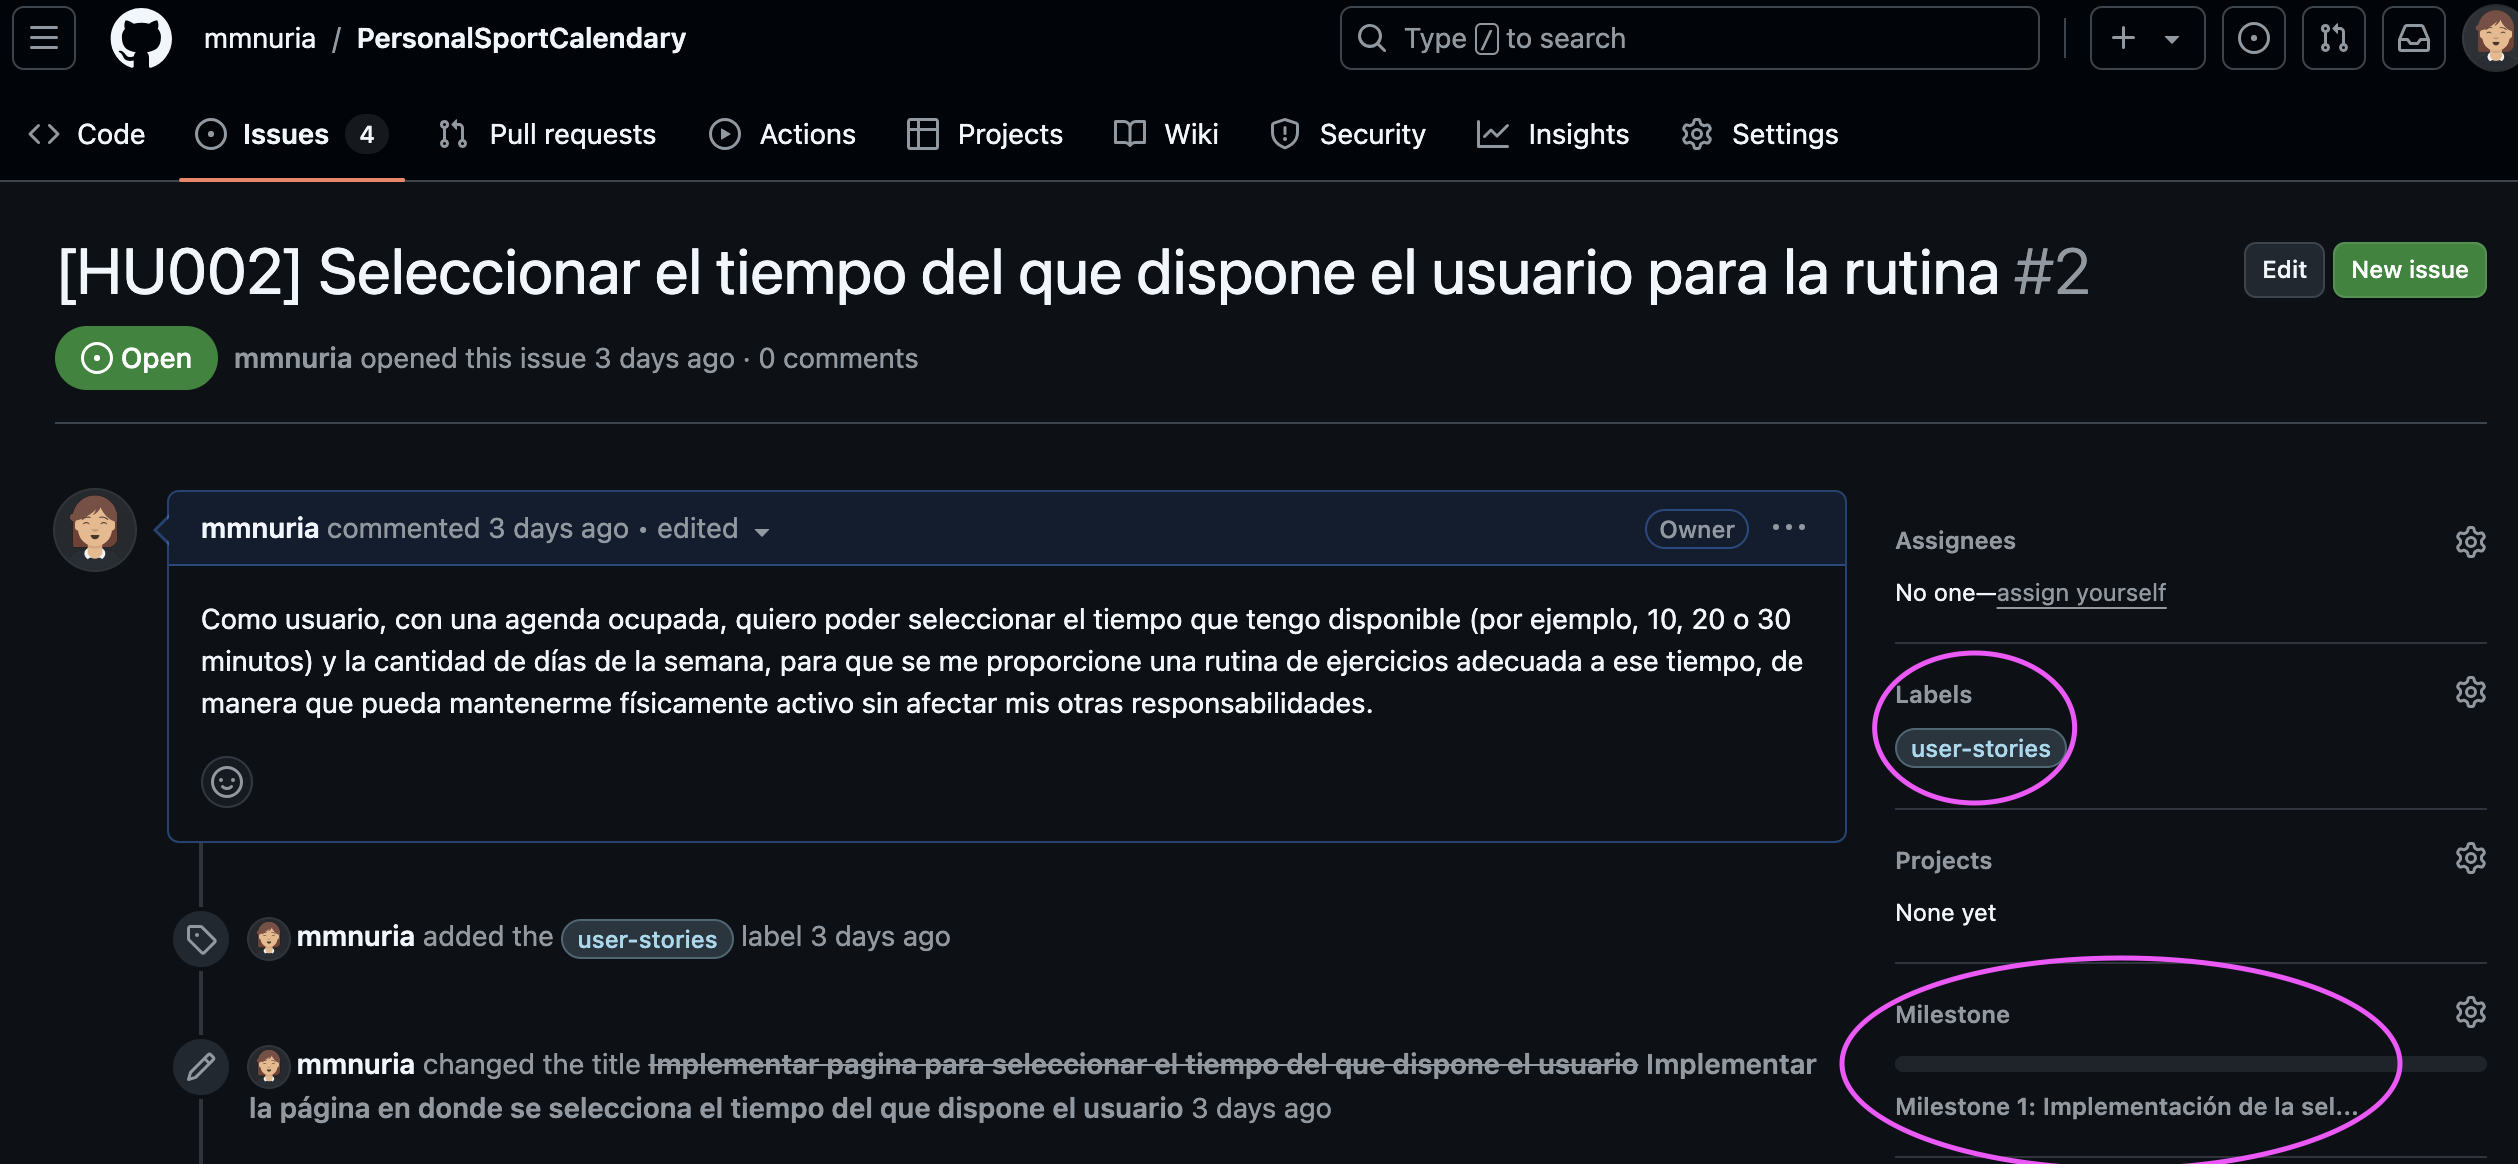 mmnuria / PersonalSportCalendary
Type / to search
Code
Issues 4
Pull requests
Actions
Projects
Wiki
Security
Insights
Settings
[HU002] Seleccionar el tiempo del que dispone el usuario para la rutina #2
Edit
New issue
Open
mmnuria opened this issue 3 days ago · 0 comments
mmnuria commented 3 days ago • edited
Owner
Como usuario, con una agenda ocupada, quiero poder seleccionar el tiempo que tengo disponible (por ejemplo, 10, 20 o 30
minutos) y la cantidad de días de la semana, para que se me proporcione una rutina de ejercicios adecuada a ese tiempo, de
manera que pueda mantenerme físicamente activo sin afectar mis otras responsabilidades.
mmnuria added the user-stories label 3 days ago
mmnuria changed the title Implementar pagina para seleccionar el tiempo del que dispone el usuario Implementar
la página en donde se selecciona el tiempo del que dispone el usuario 3 days ago
Assignees
No one—assign yourself
Labels
user-stories
Projects
None yet
Milestone
Milestone 1: Implementación de la sel...